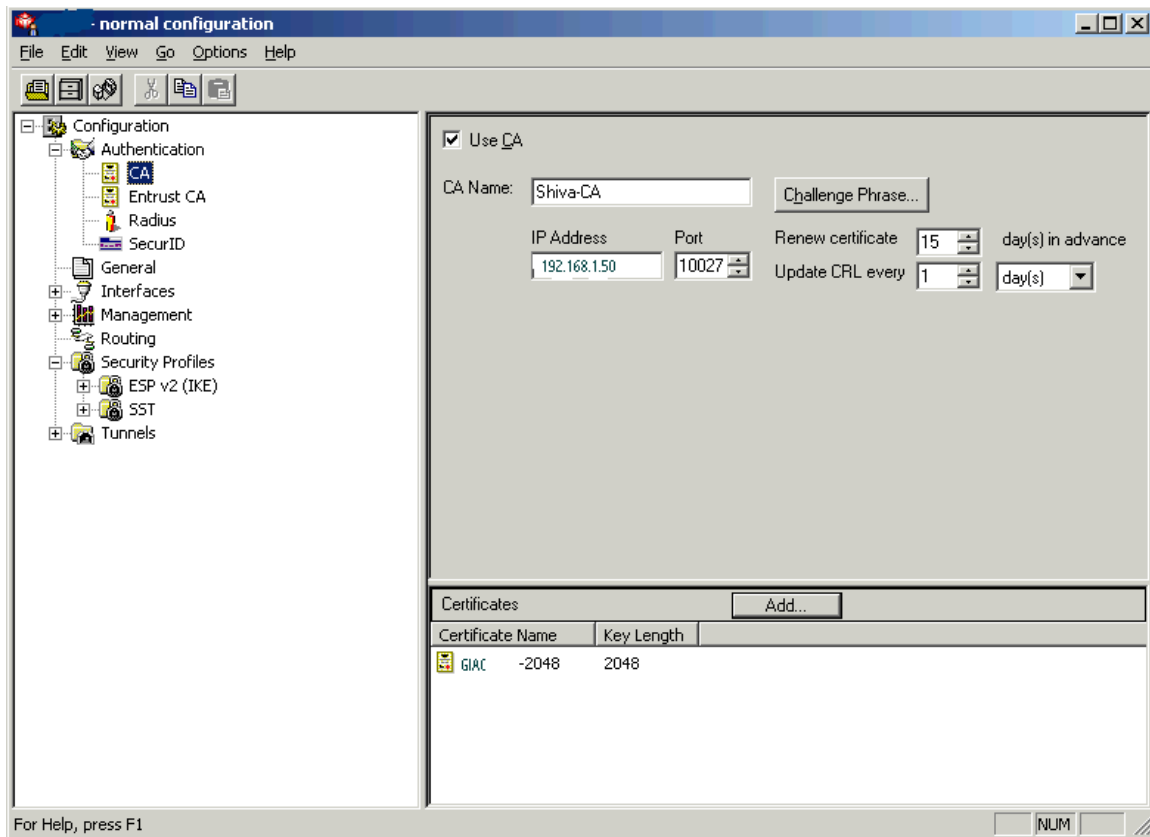 - normal configuration
File Edit View Go Options Help
Configuration
Authentication
CA
Entrust CA
Radius
SecurID
General
Interfaces
Management
Routing
Security Profiles
ESP v2 (IKE)
SST
Tunnels
Use CA
CA Name: Shiva-CA Challenge Phrase...
IP Address Port Renew certificate 15 day(s) in advance
192.168.1.50 10027 Update CRL every 1 day(s)
Certificates Add...
Certificate Name Key Length
GIAC -2048 2048
For Help, press F1 NUM